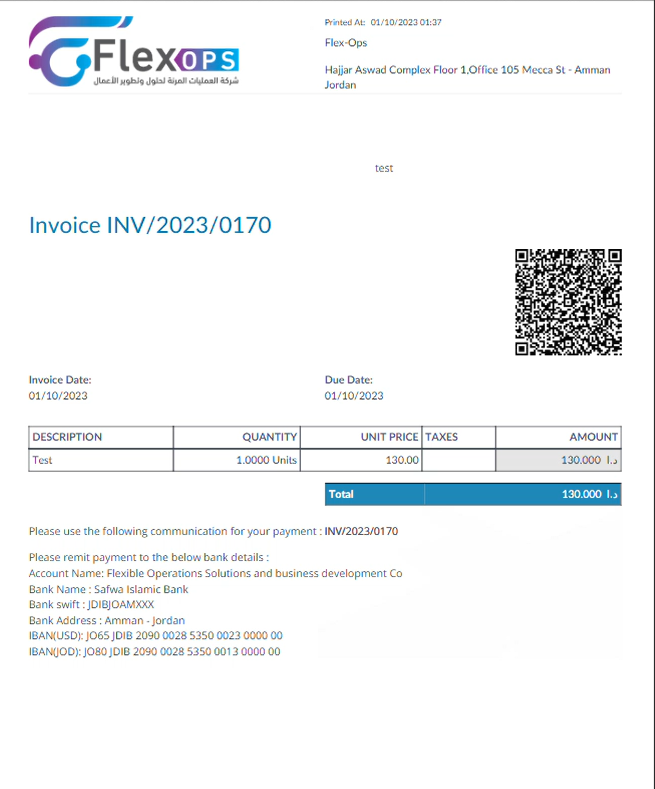 FlexOPS
شركة العمليات المرنة لحلول وتطوير الأعمال
Printed At: 01/10/2023 01:37
Flex-Ops
Hajjar Aswad Complex Floor 1,Office 105 Mecca St - Amman
Jordan
test
Invoice INV/2023/0170
Invoice Date:
01/10/2023
Due Date:
01/10/2023
DESCRIPTION QUANTITY UNIT PRICE TAXES AMOUNT
Test 1.0000 Units 130.00 130.000 د.ا
Total 130.000 د.ا
Please use the following communication for your payment : INV/2023/0170
Please remit payment to the below bank details :
Account Name: Flexible Operations Solutions and business development Co
Bank Name : Safwa Islamic Bank
Bank swift : JDIBJOAMXXX
Bank Address : Amman - Jordan
IBAN(USD): JO65 JDIB 2090 0028 5350 0023 0000 00
IBAN(JOD): JO80 JDIB 2090 0028 5350 0013 0000 00